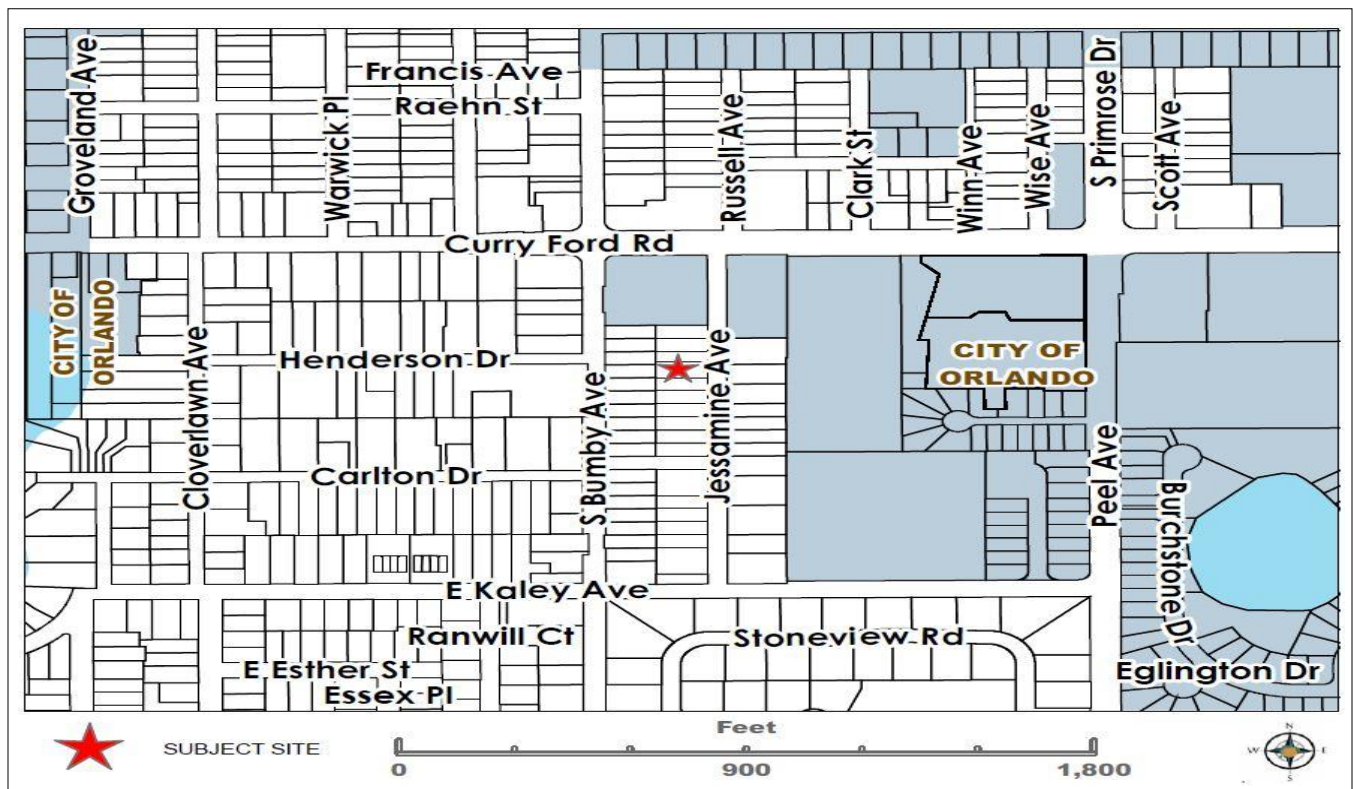 Groveland Ave
Francis Ave
Raehn St
Warwick Pl
Russell Ave
Clark St
Winn Ave
Wise Ave
S Primrose Dr
Scott Ave
Curry Ford Rd
CITY OF
ORLANDO
Cloverlawn Ave
Henderson Dr
S Bumby Ave
Jessamine Ave
CITY OF
ORLANDO
Carlton Dr
Peel Ave
Burchstone Dr
E Kaley Ave
Ranwill Ct
Stoneview Rd
E Esther St
Essex Pl
Eglington Dr
SUBJECT SITE
Feet
0 900 1,800
N
W E
S